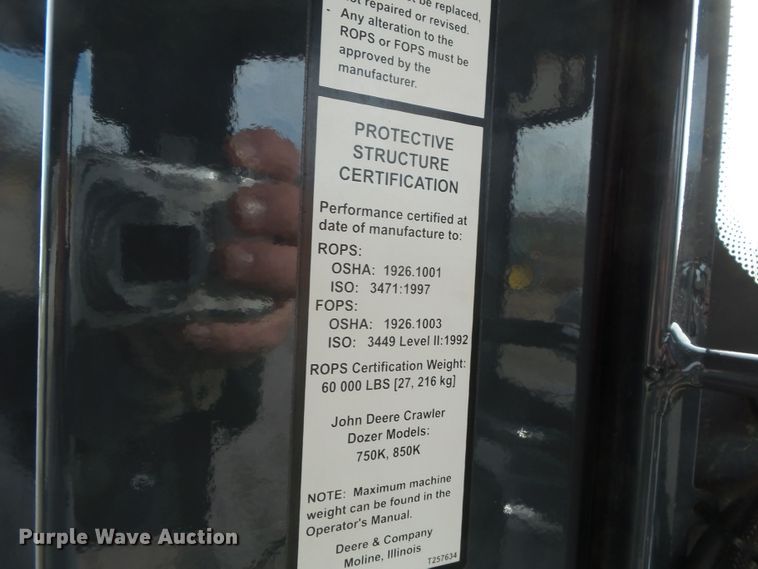 be replaced,
not repaired or revised.
- Any alteration to the
ROPS or FOPS must be
approved by the
manufacturer.
PROTECTIVE
STRUCTURE
CERTIFICATION
Performance certified at
date of manufacture to:
ROPS:
OSHA: 1926.1001
ISO: 3471:1997
FOPS:
OSHA: 1926.1003
ISO: 3449 Level II:1992
ROPS Certification Weight:
60 000 LBS [27, 216 kg]
John Deere Crawler
Dozer Models:
750K, 850K
NOTE: Maximum machine
weight can be found in the
Operator's Manual.
Deere & Company
Moline, Illinois
T257634
Purple Wave Auction